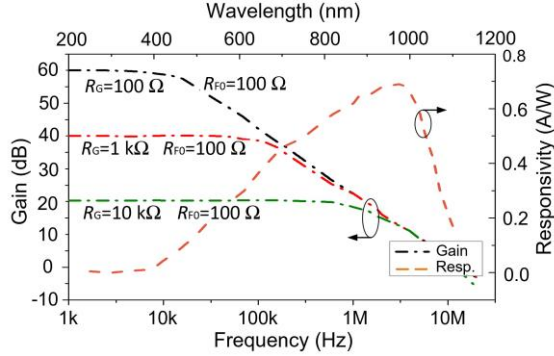 Wavelength (nm)
200 400 600 800 1000 1200
60 50 40 30 20 10 0 -10
Gain (dB)
0.8 0.6 0.4 0.2 0.0
Responsivity (A/W)
R_G=100 Ω R_F0=100 Ω
R_G=1 kΩ R_F0=100 Ω
R_G=10 kΩ R_F0=100 Ω
Gain
Resp.
1k 10k 100k 1M 10M
Frequency (Hz)